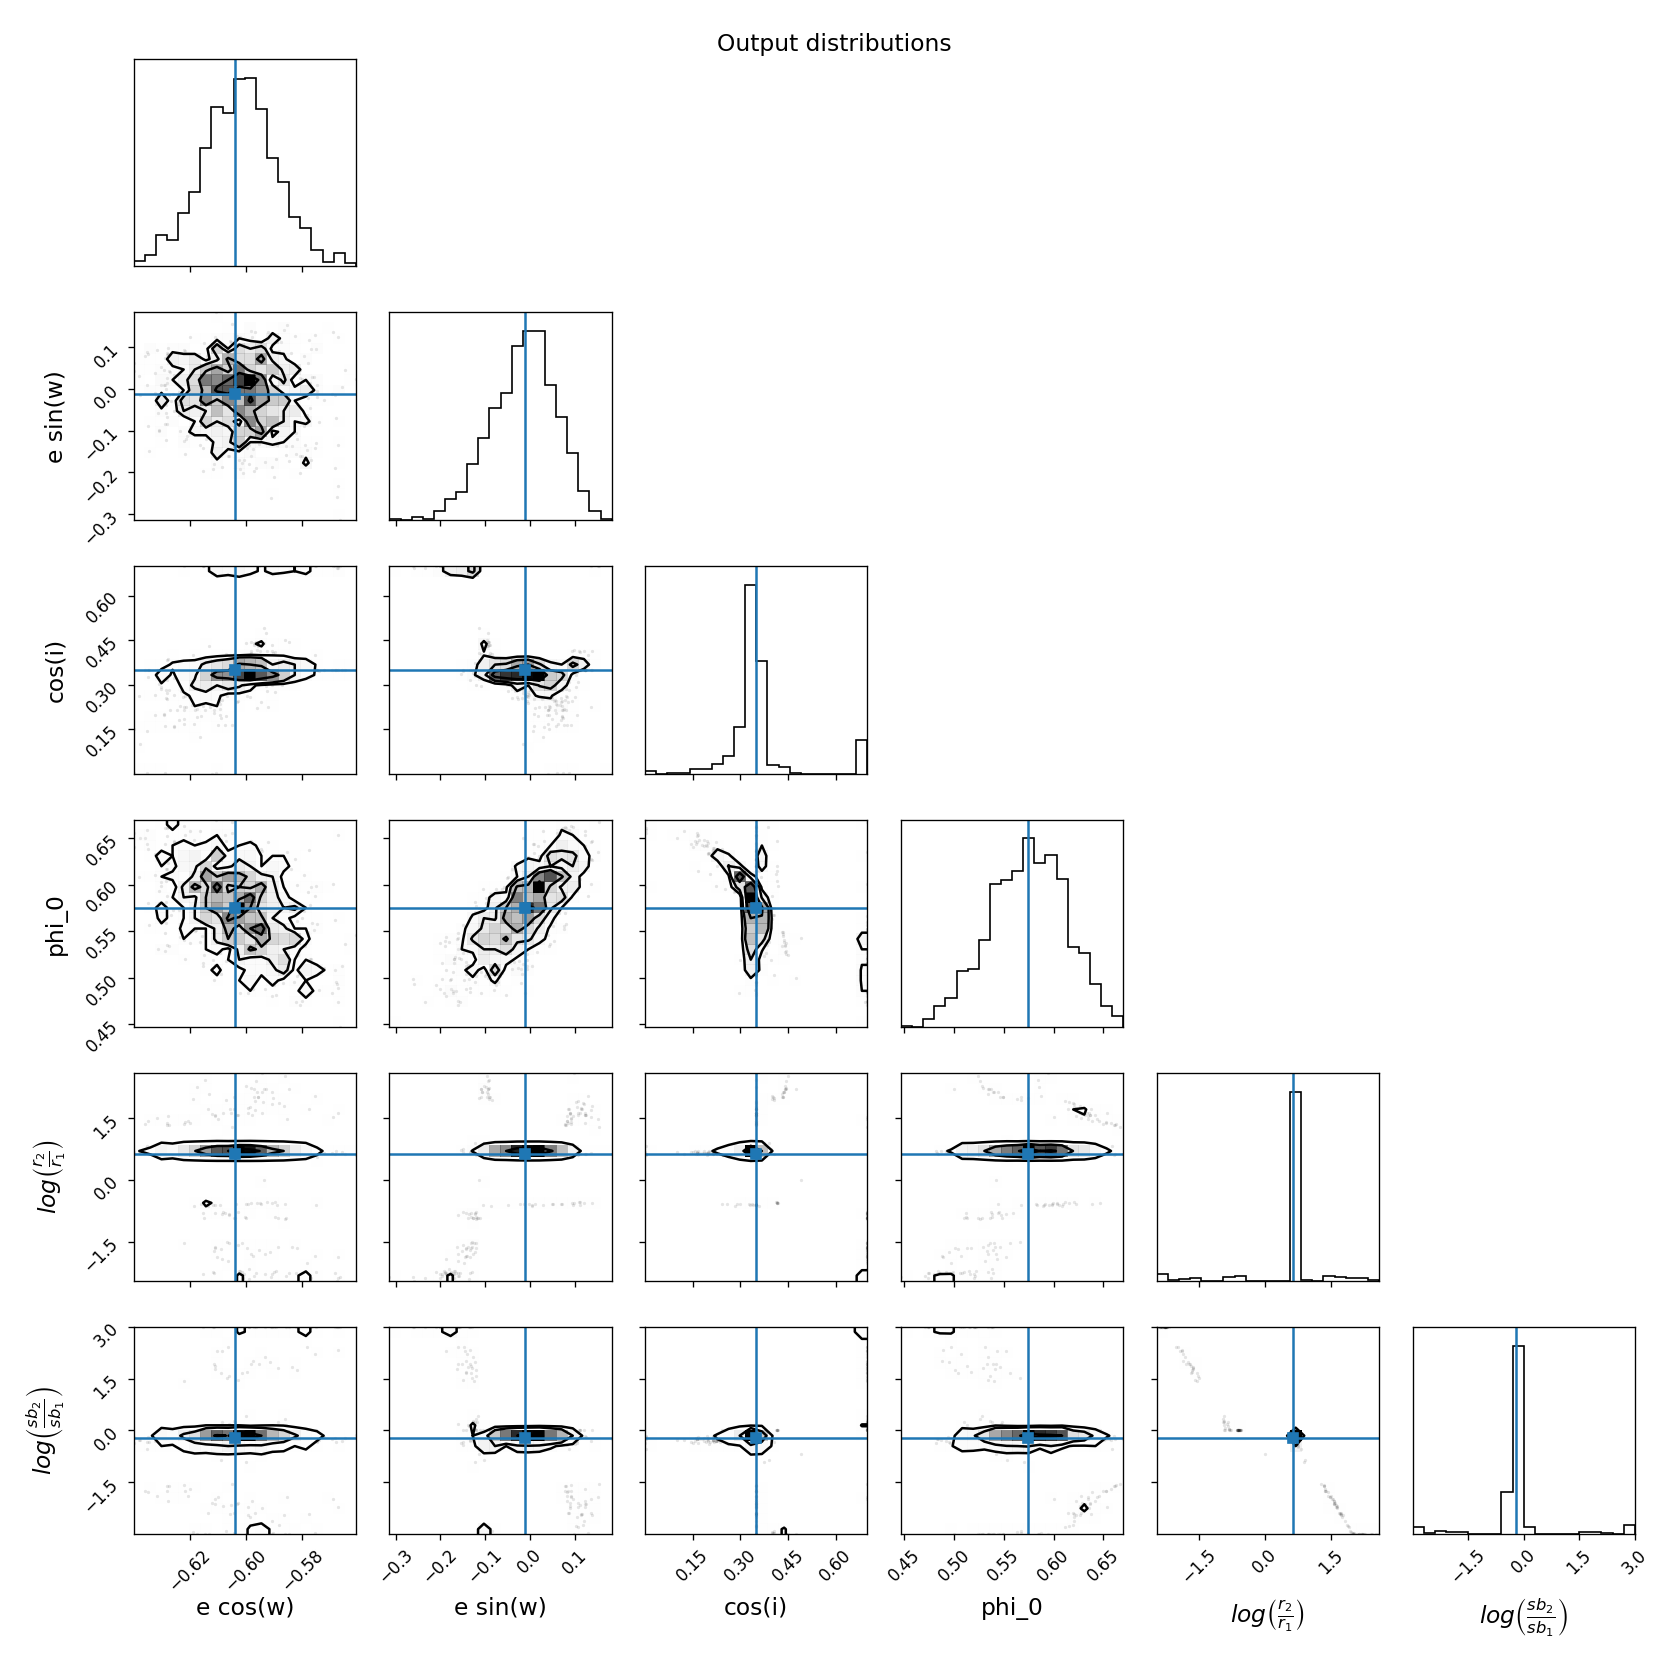 Output distributions
e sin(w)
0.1
0.0
−0.1
−0.2
−0.3
cos(i)
0.60
0.45
0.30
0.15
phi_0
0.65
0.60
0.55
0.50
0.45
log(r₂/r₁)
1.5
0.0
−1.5
log(sb₂/sb₁)
3.0
1.5
0.0
−1.5
−0.62 −0.60 −0.58
−0.3 −0.2 −0.1 0.0 0.1
0.15 0.30 0.45 0.60
0.45 0.50 0.55 0.60 0.65
−1.5 0.0 1.5
−1.5 0.0 1.5 3.0
e cos(w)
e sin(w)
cos(i)
phi_0
log(r₂/r₁)
log(sb₂/sb₁)